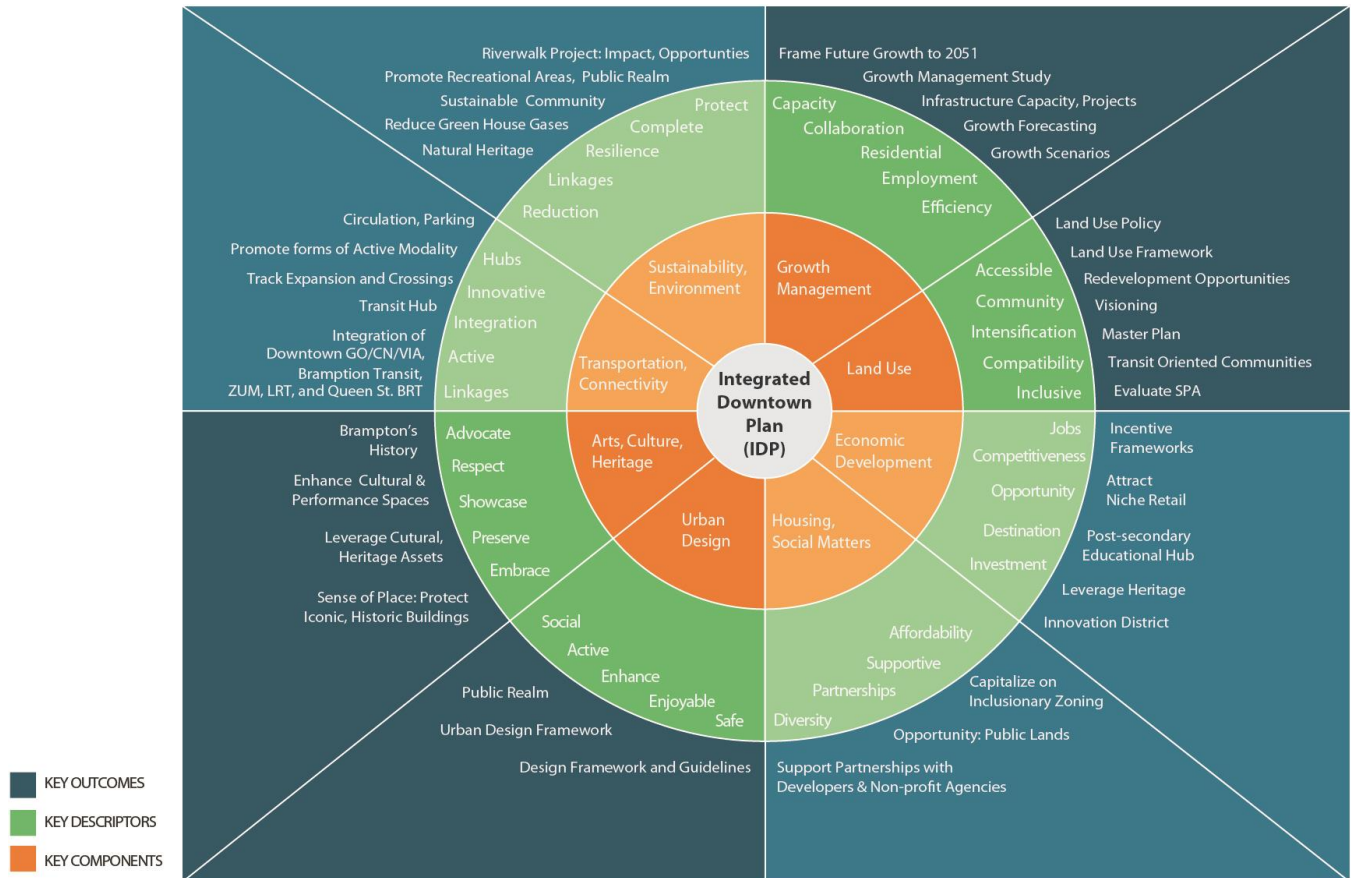 Riverwalk Project: Impact, Opportunties
Promote Recreational Areas, Public Realm
Sustainable Community
Reduce Green House Gases
Natural Heritage
Protect
Complete
Resilience
Linkages
Reduction
Sustainability,
Environment
Frame Future Growth to 2051
Growth Management Study
Infrastructure Capacity, Projects
Growth Forecasting
Growth Scenarios
Capacity
Collaboration
Residential
Employment
Efficiency
Growth
Management
Land Use Policy
Land Use Framework
Redevelopment Opportunities
Visioning
Master Plan
Transit Oriented Communities
Evaluate SPA
Accessible
Community
Intensification
Compatibility
Inclusive
Land Use
Circulation, Parking
Promote forms of Active Modality
Track Expansion and Crossings
Transit Hub
Integration of
Downtown GO/CN/VIA,
Bramption Transit,
ZUM, LRT, and Queen St. BRT
Hubs
Innovative
Integration
Active
Linkages
Transportation,
Connectivity
Integrated
Downtown
Plan
(IDP)
Brampton's
History
Enhance Cultural &
Performance Spaces
Leverage Cutural,
Heritage Assets
Sense of Place: Protect
Iconic, Historic Buildings
Advocate
Respect
Showcase
Preserve
Embrace
Arts, Culture,
Heritage
Economic
Development
Jobs
Competitiveness
Opportunity
Destination
Investment
Incentive
Frameworks
Attract
Niche Retail
Post-secondary
Educational Hub
Leverage Heritage
Innovation District
Urban
Design
Social
Active
Enhance
Enjoyable
Safe
Public Realm
Urban Design Framework
Design Framework and Guidelines
Housing,
Social Matters
Affordability
Supportive
Partnerships
Diversity
Capitalize on
Inclusionary Zoning
Opportunity: Public Lands
Support Partnerships with
Developers & Non-profit Agencies
KEY OUTCOMES
KEY DESCRIPTORS
KEY COMPONENTS